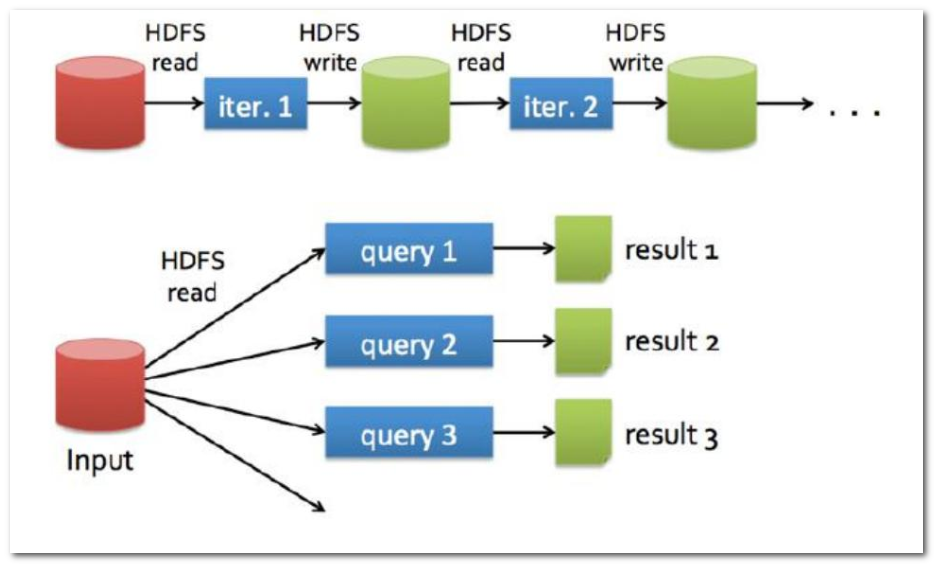 HDFS
read
HDFS
write
HDFS
read
HDFS
write
iter. 1
iter. 2
. . .
HDFS
read
query 1
result 1
query 2
result 2
query 3
result 3
Input